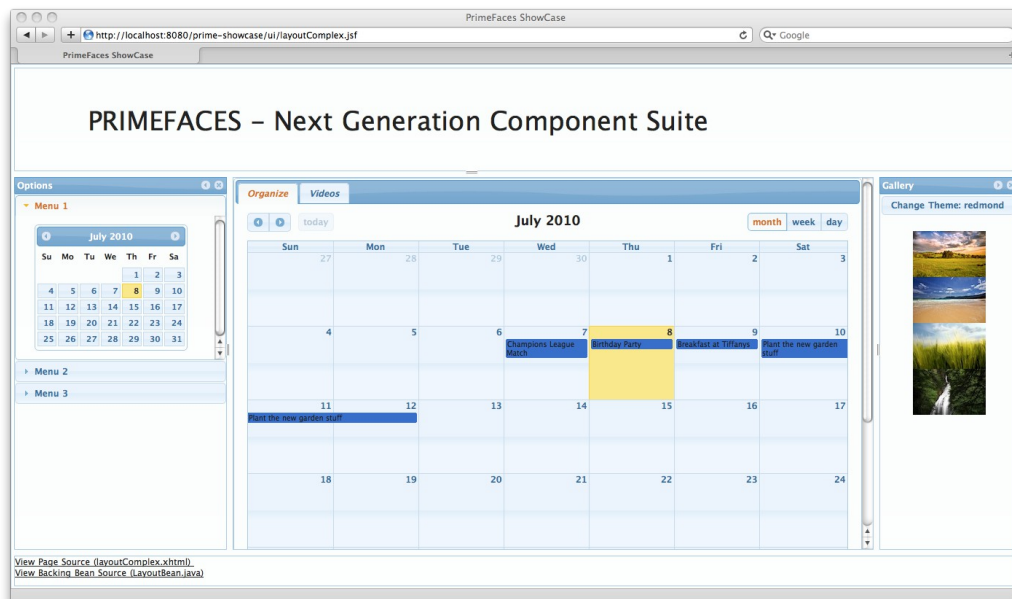 PrimeFaces ShowCase
http://localhost:8080/prime-showcase/ui/layoutComplex.jsf
Google
PrimeFaces ShowCase
PRIMEFACES – Next Generation Component Suite
Options
Menu 1
July 2010
Su Mo Tu We Th Fr Sa
1 2 3
4 5 6 7 8 9 10
11 12 13 14 15 16 17
18 19 20 21 22 23 24
25 26 27 28 29 30 31
Menu 2
Menu 3
Organize Videos
today
July 2010
month week day
Sun Mon Tue Wed Thu Fri Sat
27 28 29 30 1 2 3
4 5 6 7 8 9 10
Champions League
Match
Birthday Party
Breakfast at Tiffanys
Plant the new garden
stuff
11 12 13 14 15 16 17
Plant the new garden stuff
18 19 20 21 22 23 24
Gallery
Change Theme: redmond
View Page Source (layoutComplex.xhtml)
View Backing Bean Source (LayoutBean.java)